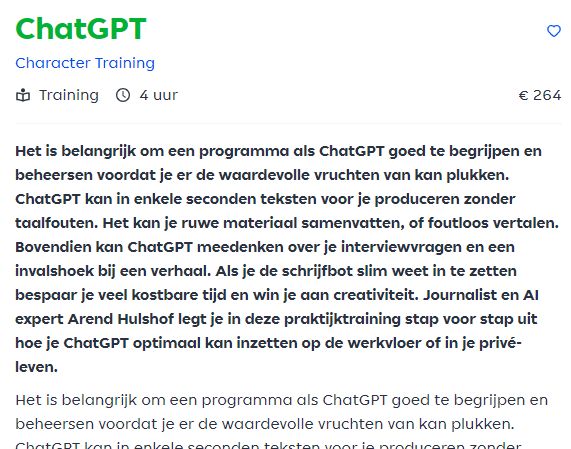 ChatGPT
Character Training
Training 4 uur € 264
Het is belangrijk om een programma als ChatGPT goed te begrijpen en
beheersen voordat je er de waardevolle vruchten van kan plukken.
ChatGPT kan in enkele seconden teksten voor je produceren zonder
taalfouten. Het kan je ruwe materiaal samenvatten, of foutloos vertalen.
Bovendien kan ChatGPT meedenken over je interviewvragen en een
invalshoek bij een verhaal. Als je de schrijfbot slim weet in te zetten
bespaar je veel kostbare tijd en win je aan creativiteit. Journalist en AI
expert Arend Hulshof legt je in deze praktijktraining stap voor stap uit
hoe je ChatGPT optimaal kan inzetten op de werkvloer of in je privé-
leven.
Het is belangrijk om een programma als ChatGPT goed te begrijpen en
beheersen voordat je er de waardevolle vruchten van kan plukken.
ChatGPT kan in enkele seconden teksten voor je produceren zonder